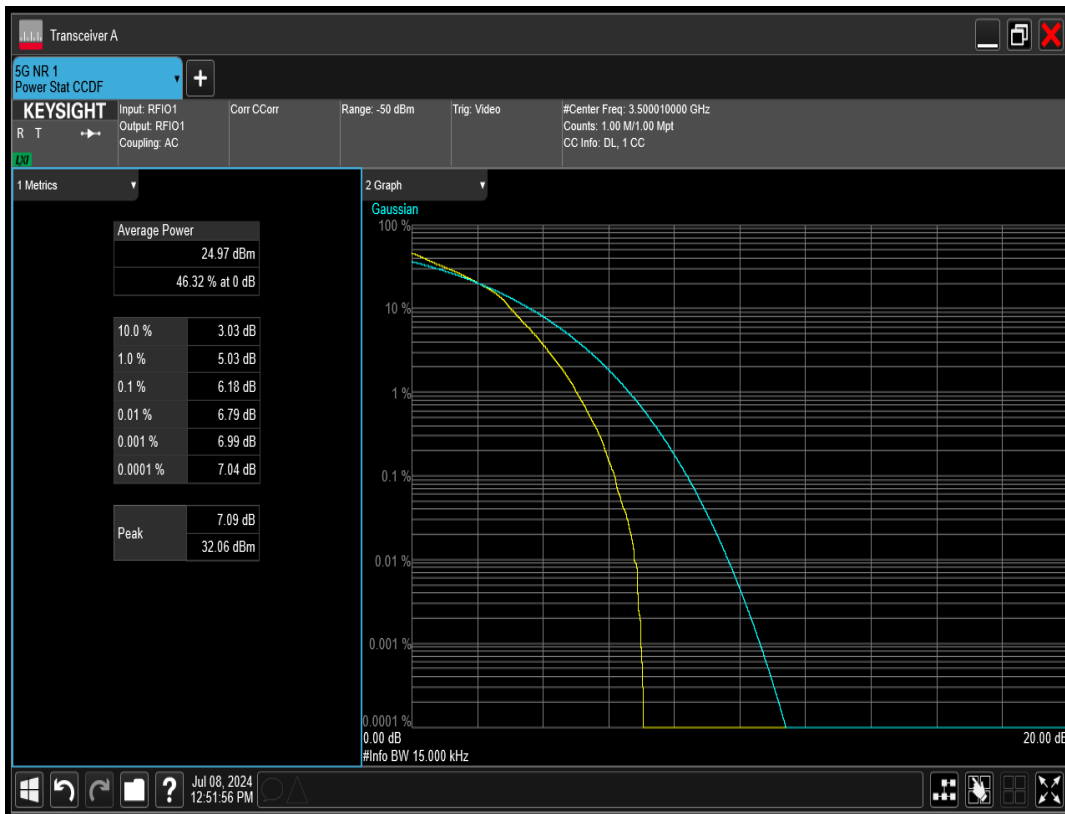 Transceiver A
5G NR 1
Power Stat CCDF
+
KEYSIGHT
R T
LXI
Input: RFIO1
Output: RFIO1
Coupling: AC
Corr CCorr
Range: -50 dBm
Trig: Video
#Center Freq: 3.500010000 GHz
Counts: 1.00 M/1.00 Mpt
CC Info: DL, 1 CC
1 Metrics
Average Power
24.97 dBm
46.32 % at 0 dB
10.0 % 3.03 dB
1.0 % 5.03 dB
0.1 % 6.18 dB
0.01 % 6.79 dB
0.001 % 6.99 dB
0.0001 % 7.04 dB
Peak
7.09 dB
32.06 dBm
2 Graph
Gaussian
100 %
10 %
1 %
0.1 %
0.01 %
0.001 %
0.0001 %
0.00 dB
20.00 dB
#Info BW 15.000 kHz
?
Jul 08, 2024
12:51:56 PM